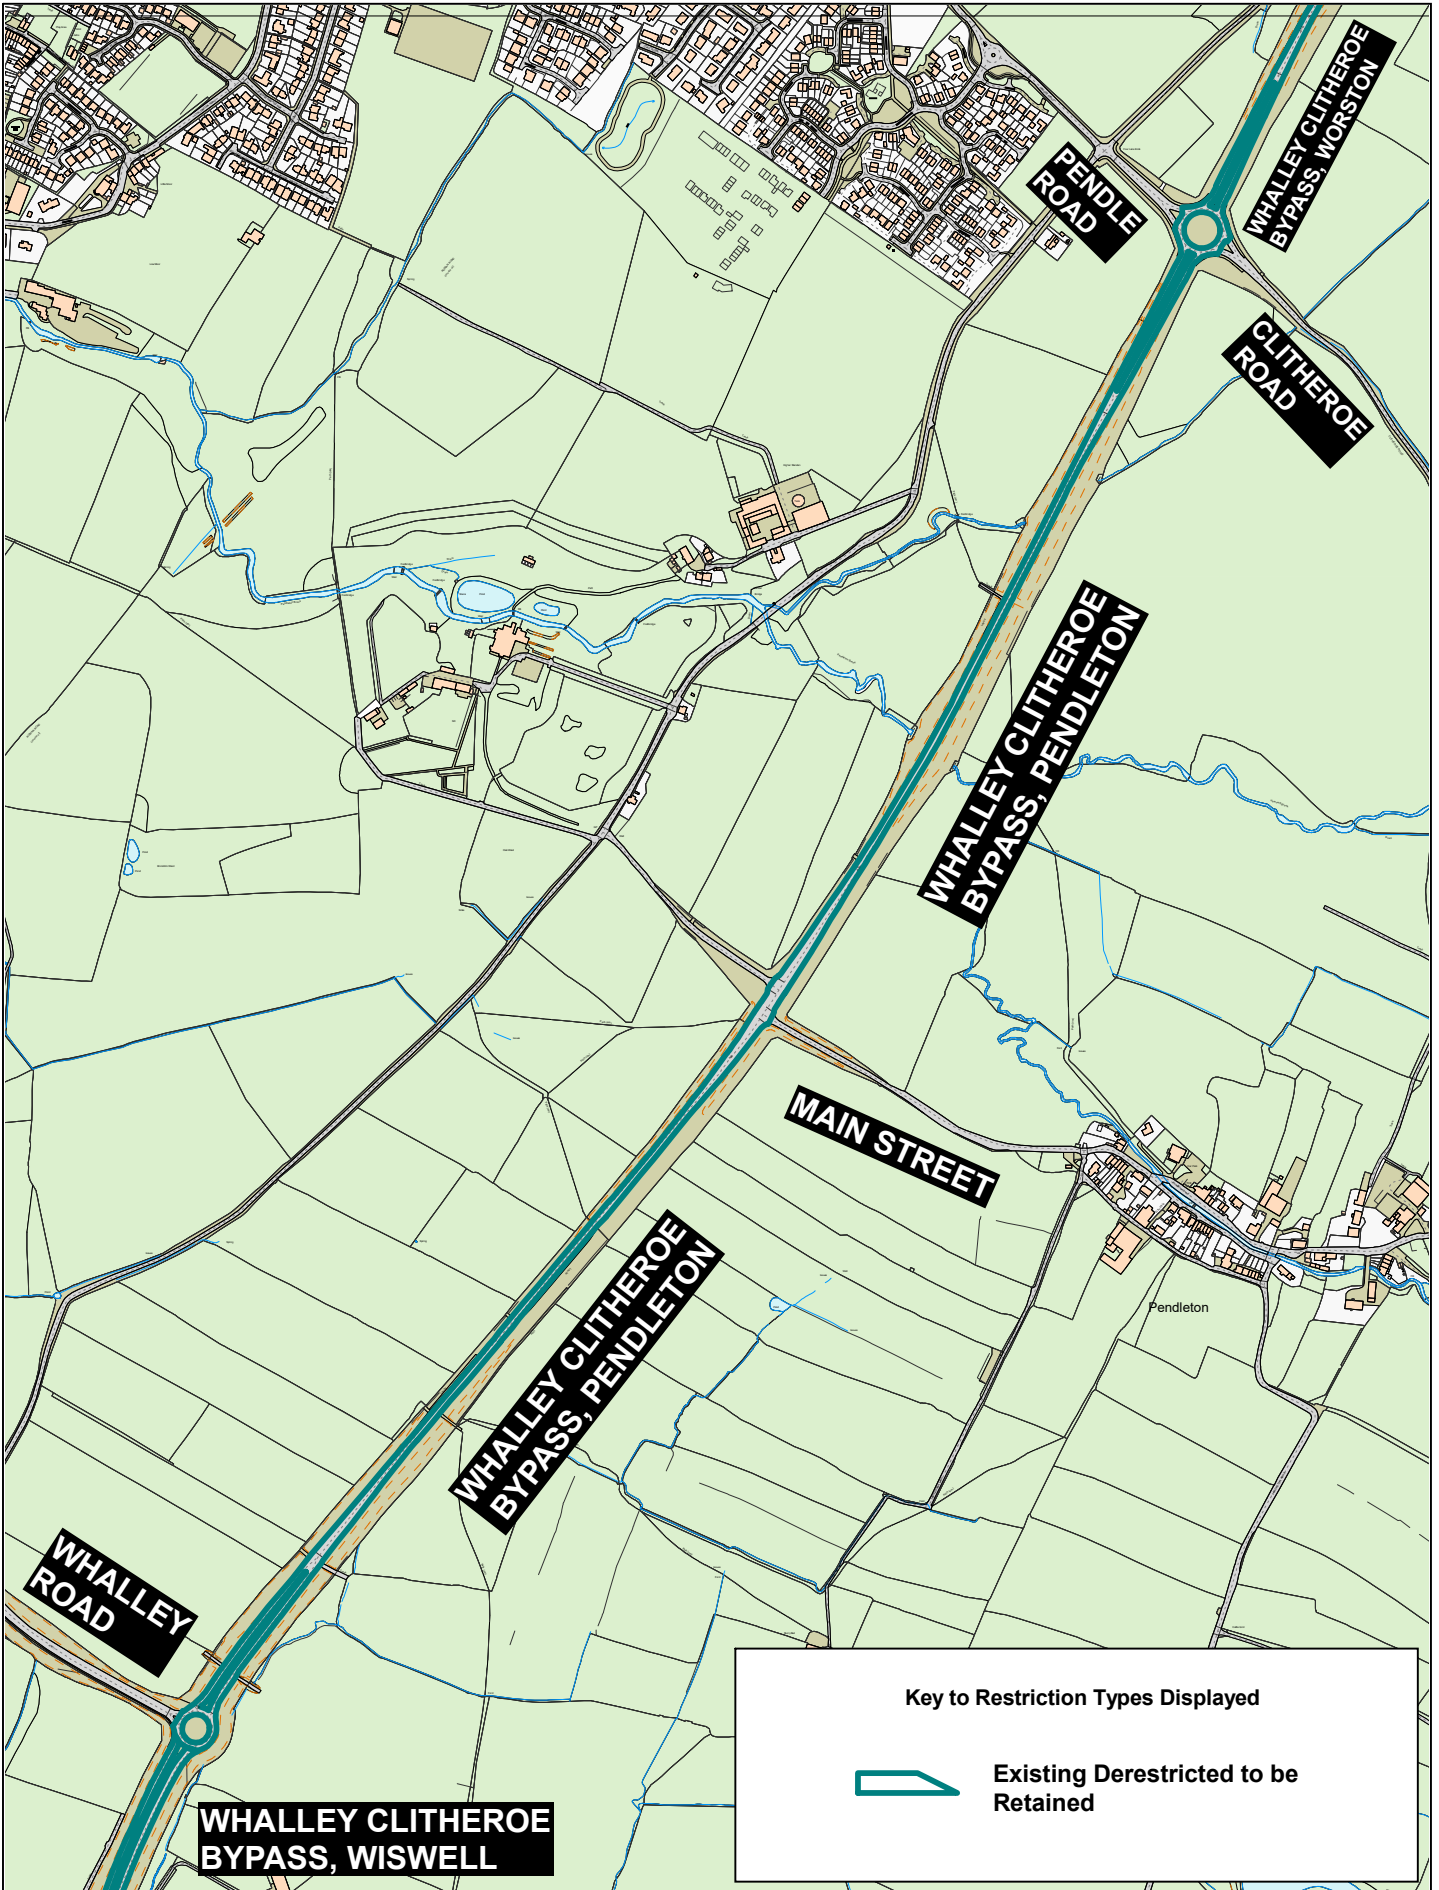 WHALLEY CLITHEROE
BYPASS, WORSTON
PENDLE
ROAD
CLITHEROE
ROAD
WHALLEY CLITHEROE
BYPASS, PENDLETON
MAIN STREET
Pendleton
WHALLEY CLITHEROE
BYPASS, PENDLETON
WHALLEY
ROAD
WHALLEY CLITHEROE
BYPASS, WISWELL
Key to Restriction Types Displayed
Existing Derestricted to be
Retained